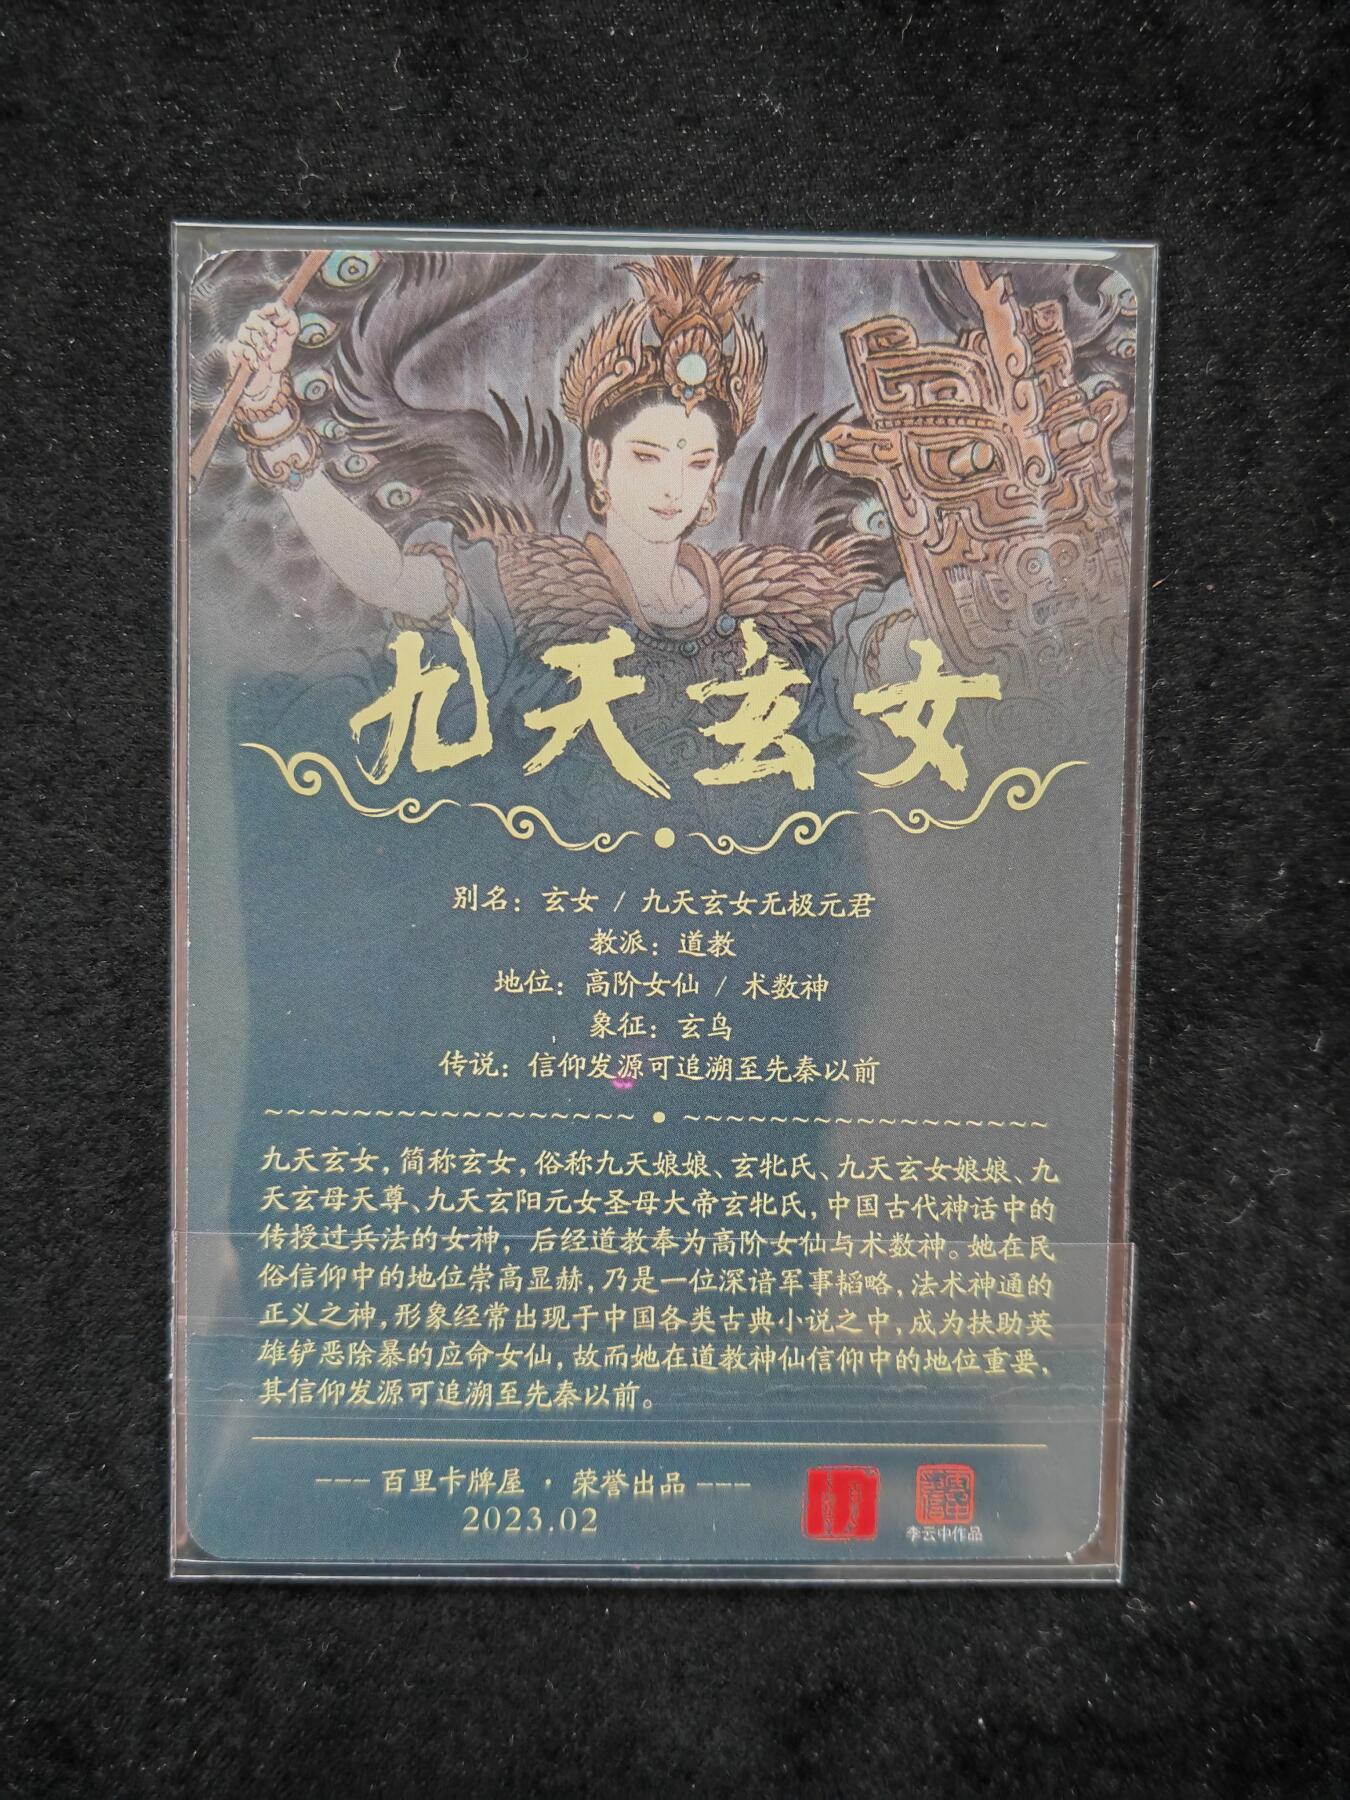 九天玄女
别名：玄女 / 九天玄女无极元君
教派：道教
地位：高阶女仙 / 术数神
象征：玄鸟
传说：信仰发源可追溯至先秦以前
九天玄女，简称玄女，俗称九天娘娘、玄牝氏、九天玄女娘娘、九
天玄母天尊、九天玄阳元女圣母大帝玄牝氏，中国古代神话中的
传授过兵法的女神，后经道教奉为高阶女仙与术数神。她在民
俗信仰中的地位崇高显赫，乃是一位深谙军事韬略，法术神通的
正义之神，形象经常出现于中国各类古典小说之中，成为扶助英
雄铲恶除暴的应命女仙，故而她在道教神仙信仰中的地位重要，
其信仰发源可追溯至先秦以前。
--- 百里卡牌屋 · 荣誉出品 ---
2023.02
李云中作品